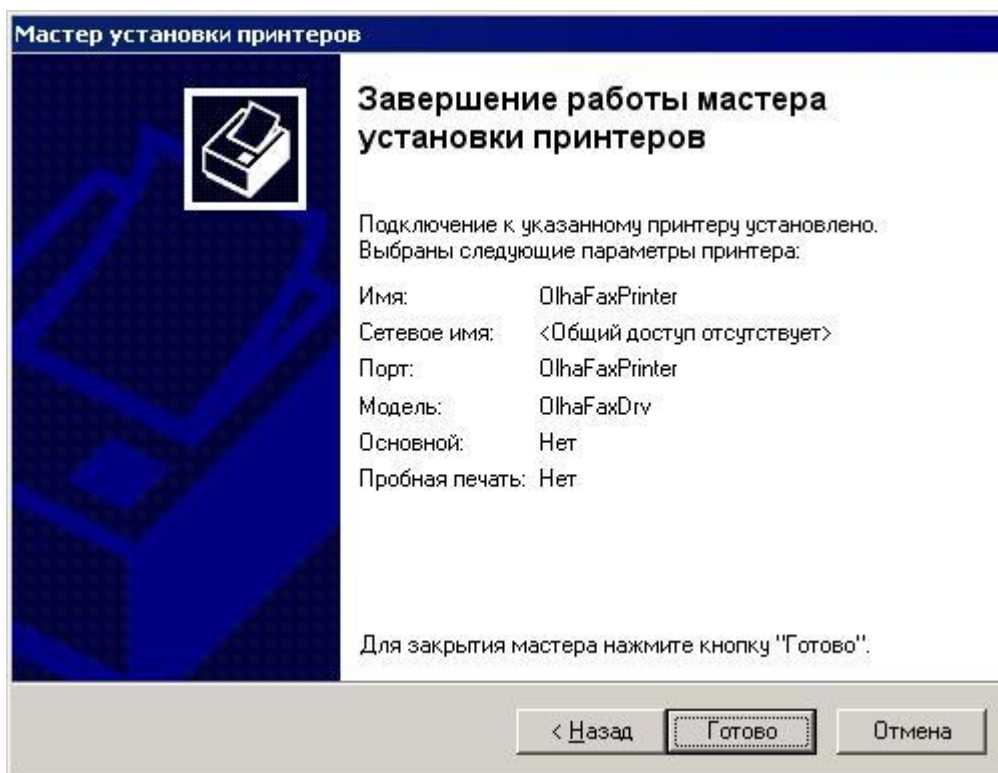 Мастер установки принтеров
Завершение работы мастера
установки принтеров
Подключение к указанному принтеру установлено.
Выбраны следующие параметры принтера:
Имя: OlhaFaxPrinter
Сетевое имя: <Общий доступ отсутствует>
Порт: OlhaFaxPrinter
Модель: OlhaFaxDrv
Основной: Нет
Пробная печать: Нет
Для закрытия мастера нажмите кнопку "Готово".
< Назад Готово Отмена